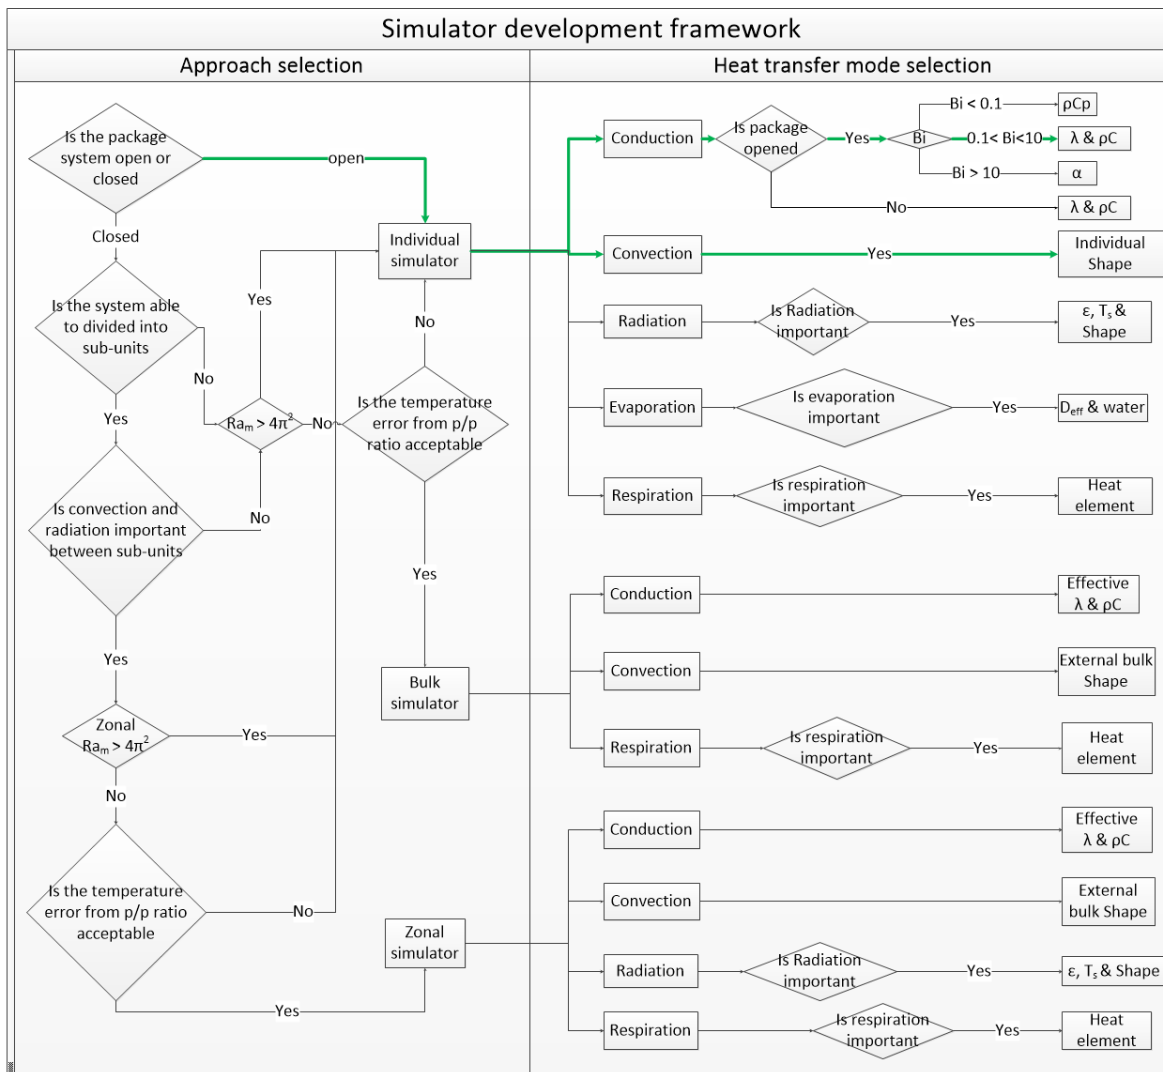 Simulator development framework
Approach selection
Heat transfer mode selection
Is the package
system open or
closed
open
Closed
Is the system able
to divided into
sub-units
No
Yes
Is convection and
radiation important
between sub-units
No
Yes
Zonal
Raₘ > 4π²
Yes
No
Is the temperature
error from p/p ratio
acceptable
No
Yes
Raₘ > 4π²
Yes
No
Is the temperature
error from p/p
ratio acceptable
No
Yes
Individual
simulator
Bulk
simulator
Zonal
simulator
Conduction
Is package
opened
Yes
Bi
Bi < 0.1
ρCp
0.1< Bi<10
λ & ρC
Bi > 10
α
No
λ & ρC
Convection
Yes
Individual
Shape
Radiation
Is Radiation
important
Yes
ε, Tₛ &
Shape
Evaporation
Is evaporation
important
Yes
D_eff & water
Respiration
Is respiration
important
Yes
Heat
element
Conduction
Effective
λ & ρC
Convection
External bulk
Shape
Respiration
Is respiration
important
Yes
Heat
element
Conduction
Effective
λ & ρC
Convection
External
bulk Shape
Radiation
Is Radiation
important
Yes
ε, Tₛ & Shape
Respiration
Is respiration
important
Yes
Heat
element